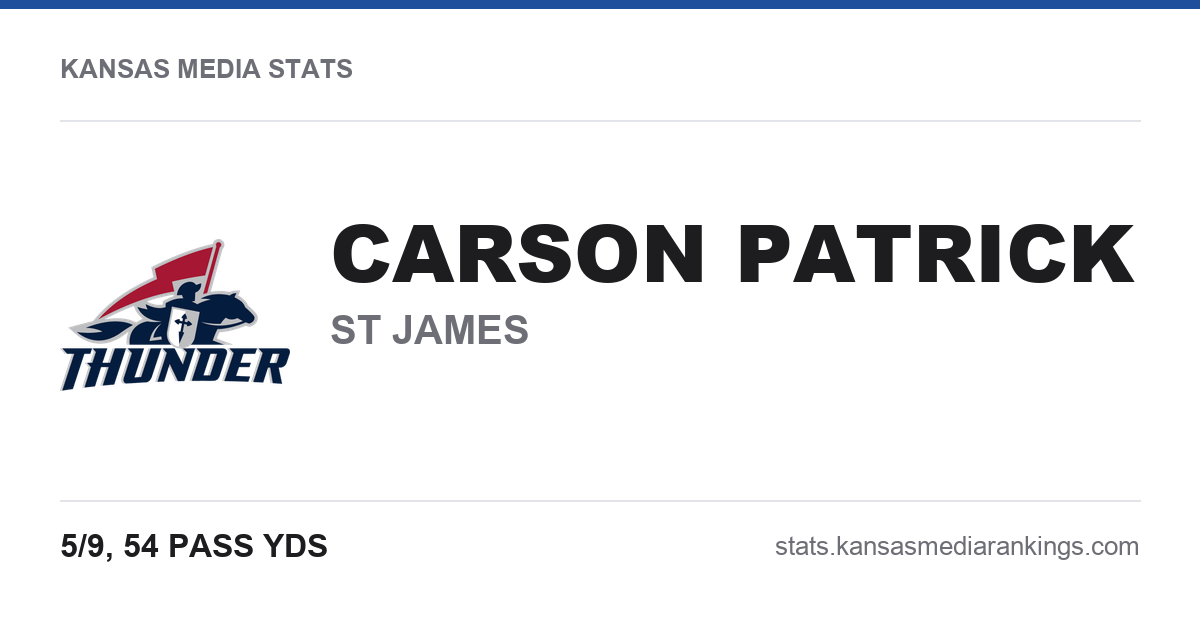 KANSAS MEDIA STATS
CARSON PATRICK
ST JAMES
THUNDER
5/9, 54 PASS YDS
stats.kansasmediarankings.com